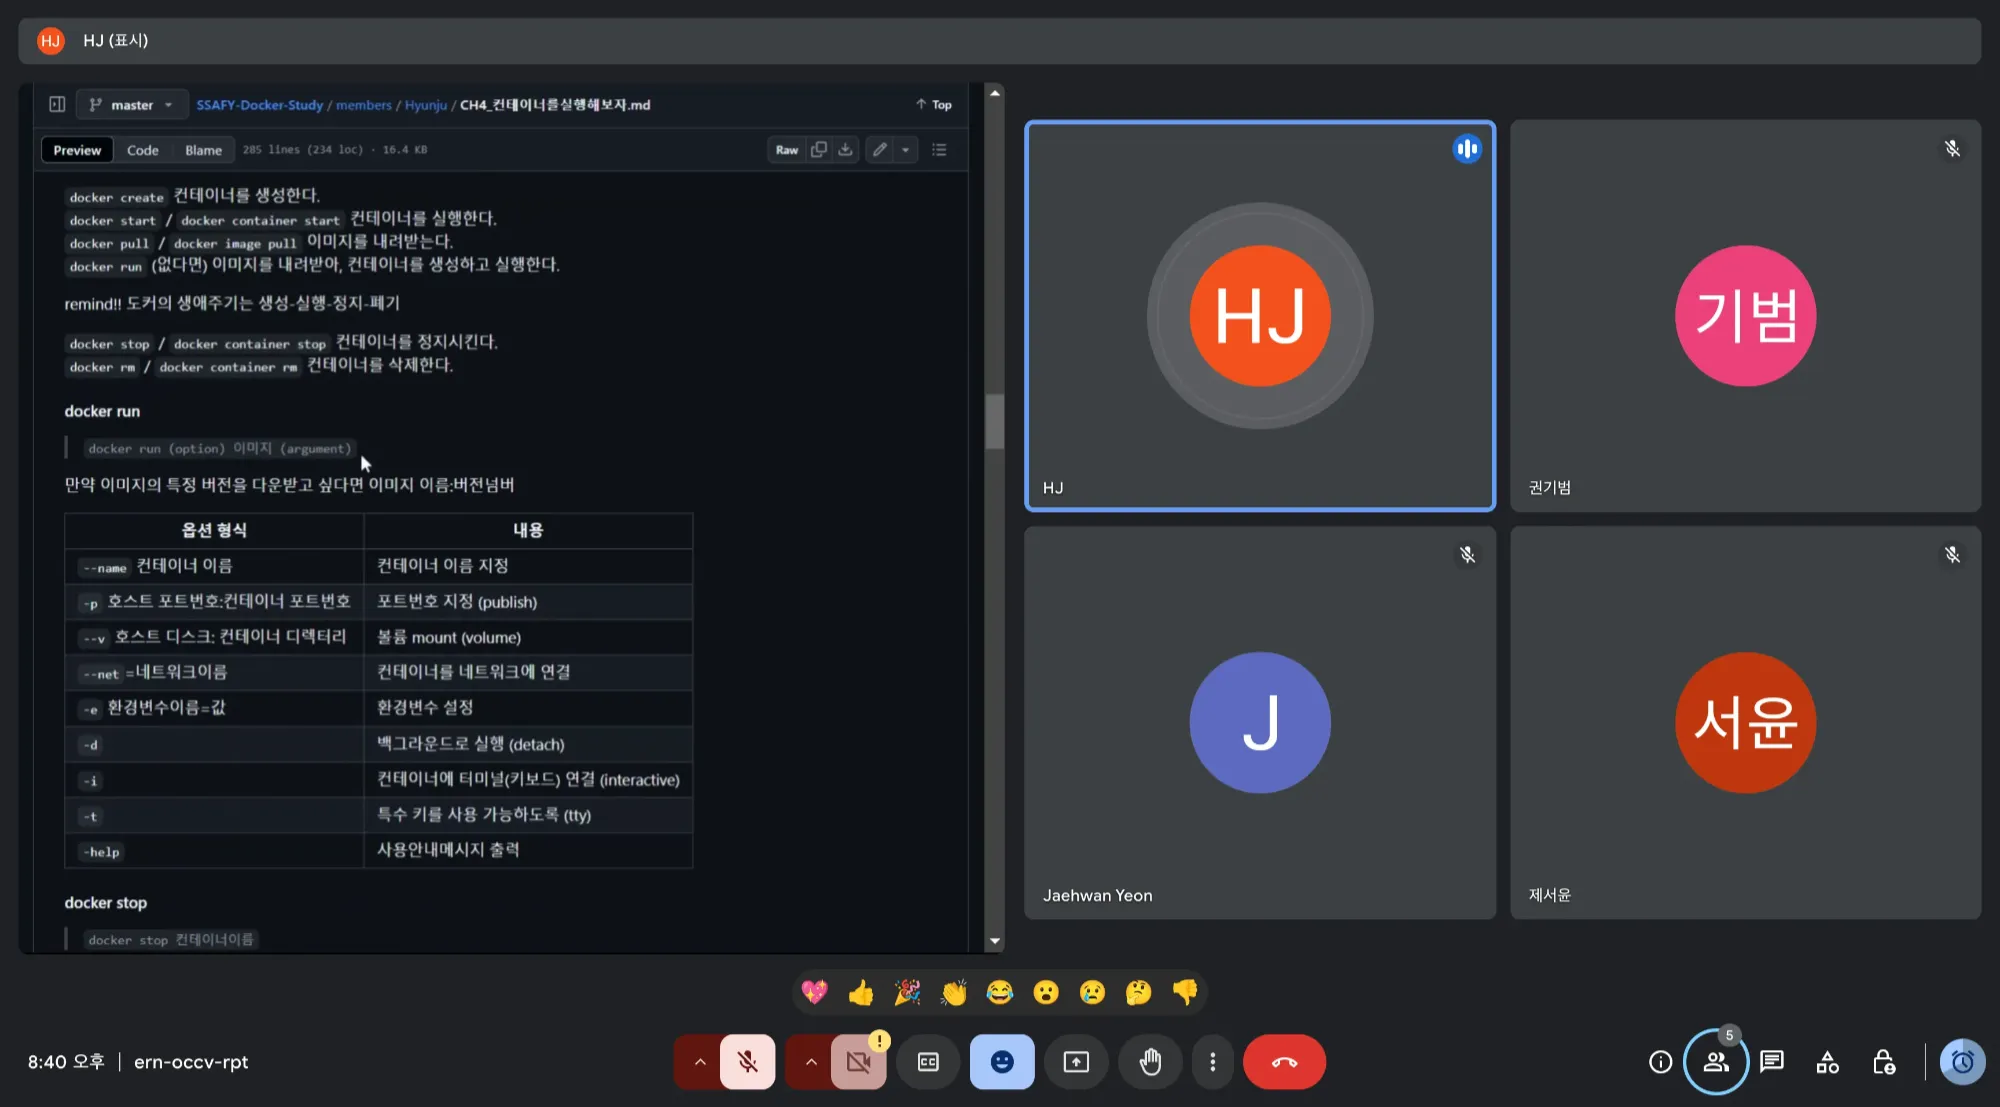 HJ HJ (표시)
master SSAFY-Docker-Study / members / Hyunju / CH4_컨테이너를실행해보자.md Top
Preview Code Blame 285 lines (234 loc) · 16.4 KB Raw
docker create 컨테이너를 생성한다.
docker start / docker container start 컨테이너를 실행한다.
docker pull / docker image pull 이미지를 내려받는다.
docker run (없다면) 이미지를 내려받아, 컨테이너를 생성하고 실행한다.
remind!! 도커의 생애주기는 생성-실행-정지-폐기
docker stop / docker container stop 컨테이너를 정지시킨다.
docker rm / docker container rm 컨테이너를 삭제한다.
docker run
docker run (option) 이미지 (argument)
만약 이미지의 특정 버전을 다운받고 싶다면 이미지 이름:버전넘버
옵션 형식 내용
--name 컨테이너 이름 컨테이너 이름 지정
-p 호스트 포트번호:컨테이너 포트번호 포트번호 지정 (publish)
--v 호스트 디스크: 컨테이너 디렉터리 볼륨 mount (volume)
--net =네트워크이름 컨테이너를 네트워크에 연결
-e 환경변수이름=값 환경변수 설정
-d 백그라운드로 실행 (detach)
-i 컨테이너에 터미널(키보드) 연결 (interactive)
-t 특수 키를 사용 가능하도록 (tty)
-help 사용안내메시지 출력
docker stop
docker stop 컨테이너이름
HJ
HJ
기범
권기범
J
Jaehwan Yeon
서윤
제서윤
8:40 오후 | ern-occv-rpt
!
CC
5